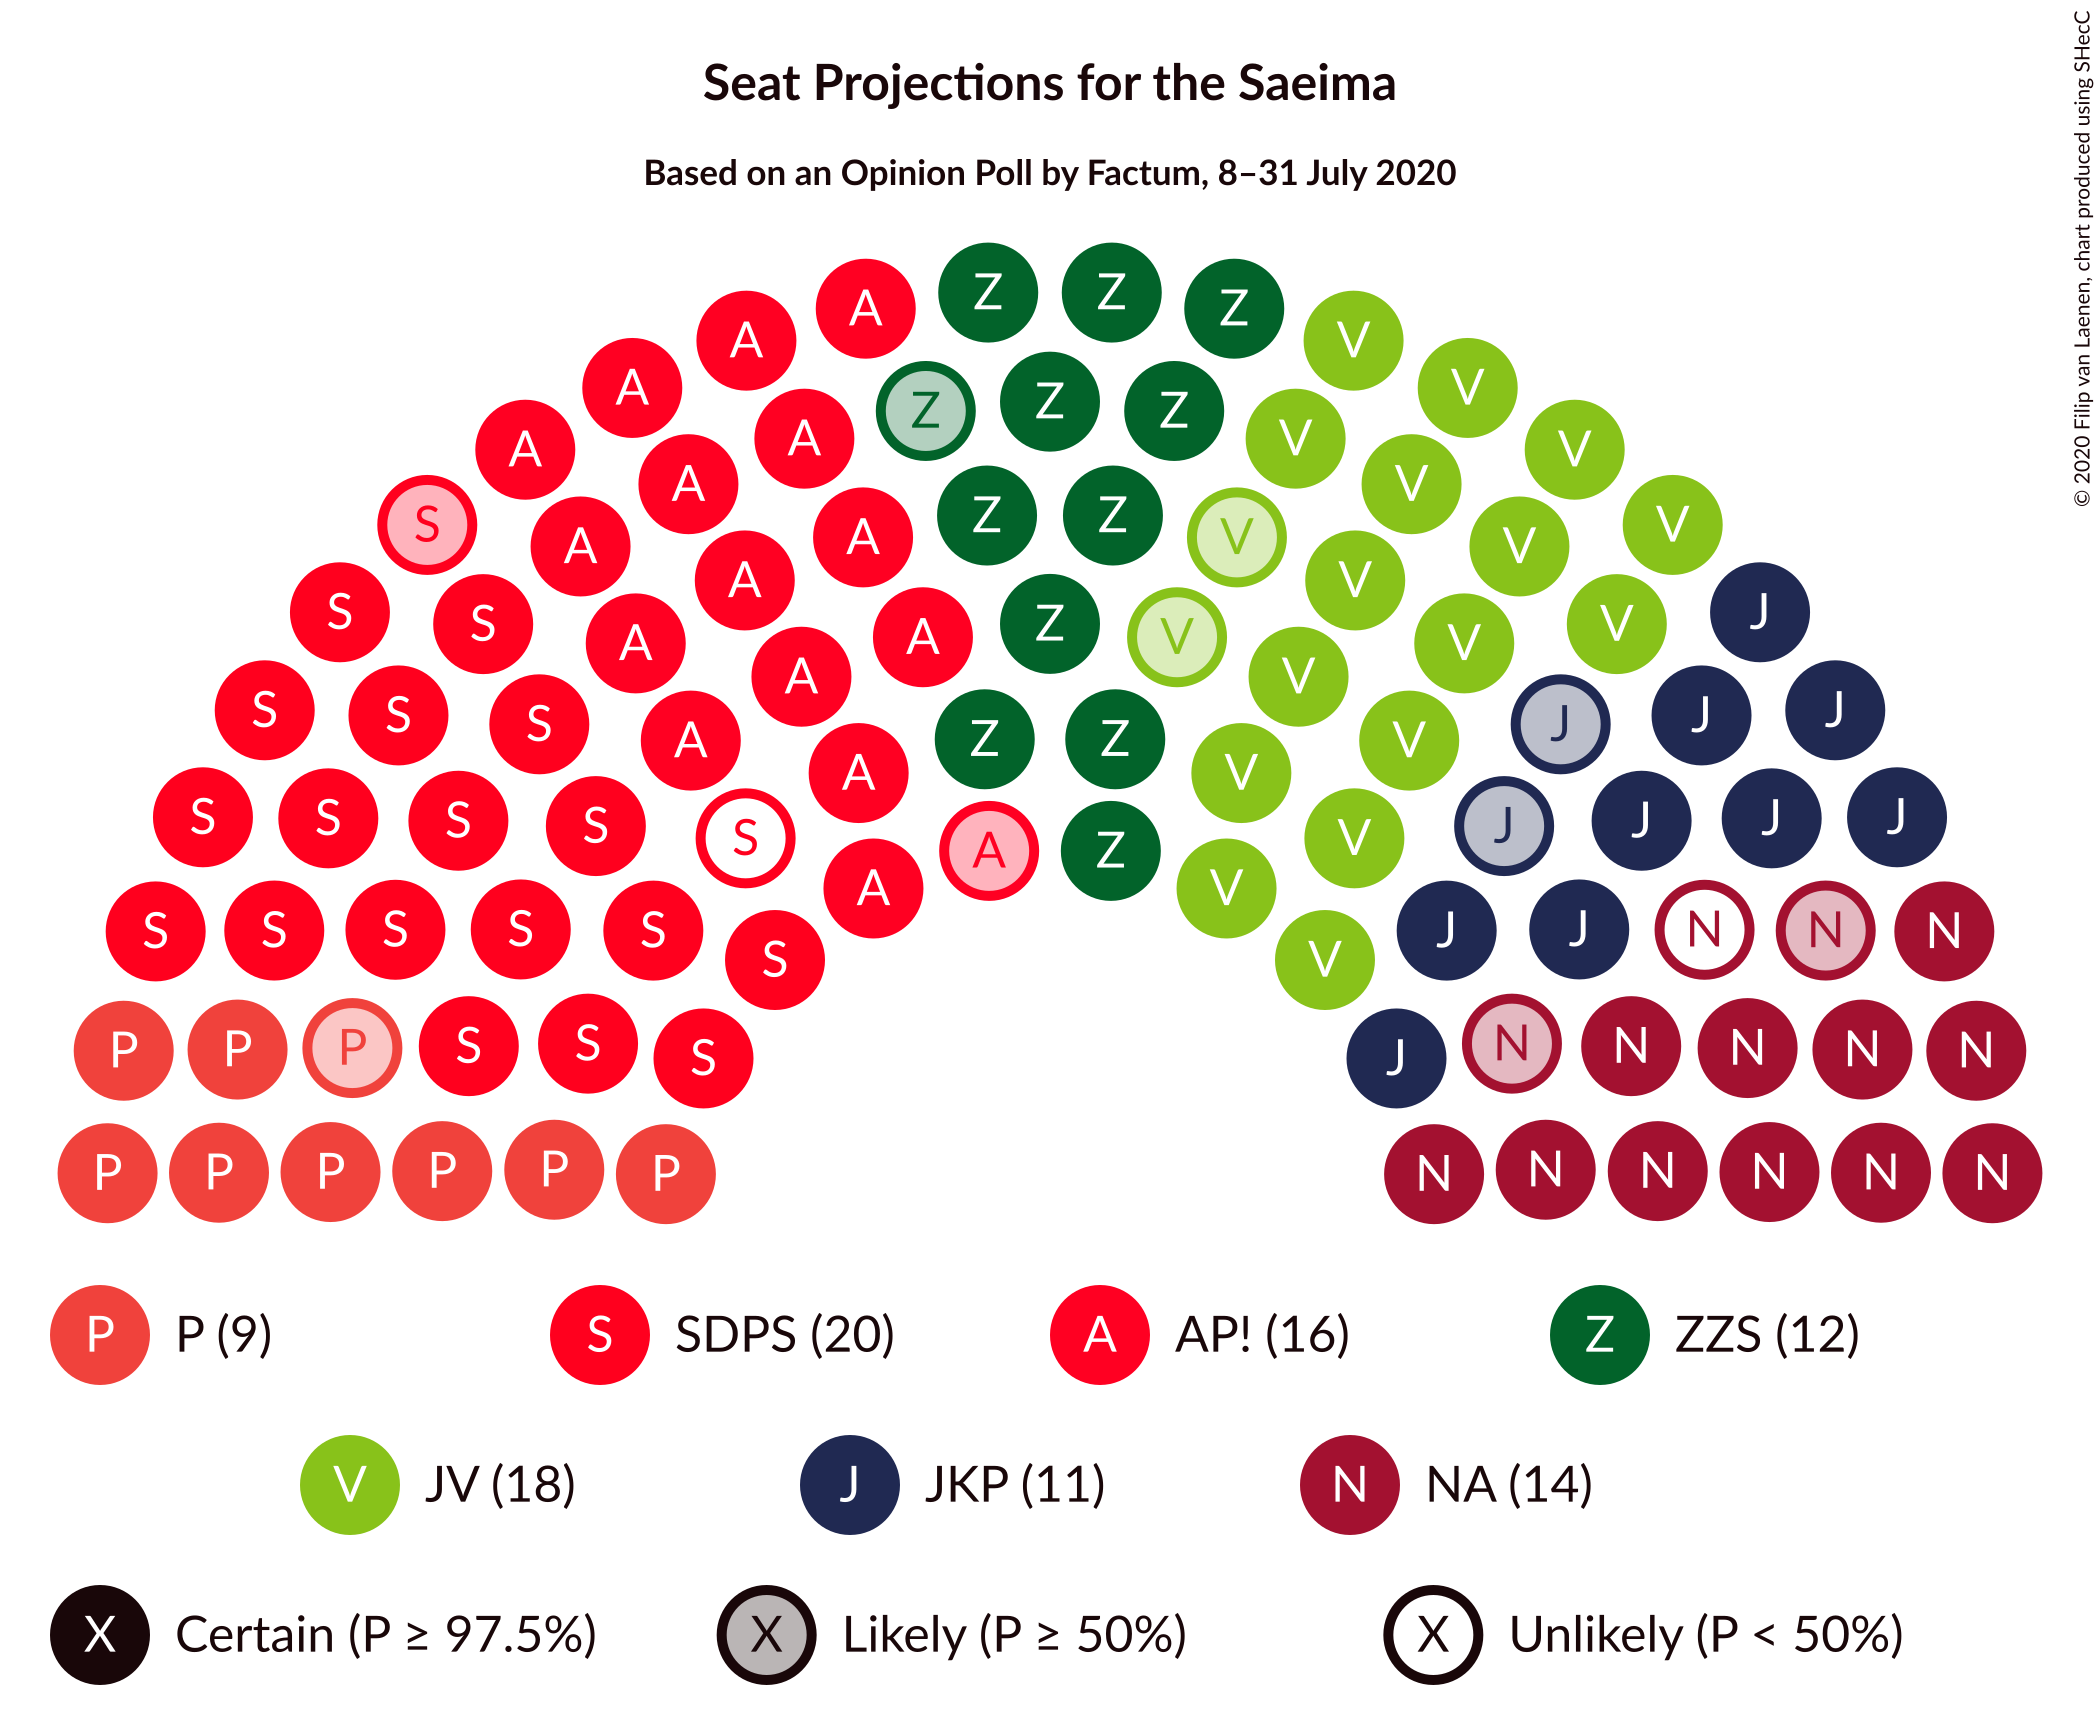 Seat Projections for the Saeima
Based on an Opinion Poll by Factum, 8–31 July 2020
© 2020 Filip van Laenen, chart produced using SHecC
Z Z
A Z
A V
A Z V
Z Z
A A V
A V
A V
Z Z
S A A V V V
A V
A V
S S J
A Z V
S A V V
A V
S S S J J J
A Z Z V
A V
S S S S S V J J J J
A Z
A V
S S S S S J J N N N
S V
P P P S S N N N N N
S J
P P P P P P N N N N N N
P P (9) S SDPS (20) A AP! (16) Z ZZS (12)
V JV (18) J JKP (11) N NA (14)
X Certain (P ≥ 97.5%) X Likely (P ≥ 50%) X Unlikely (P < 50%)